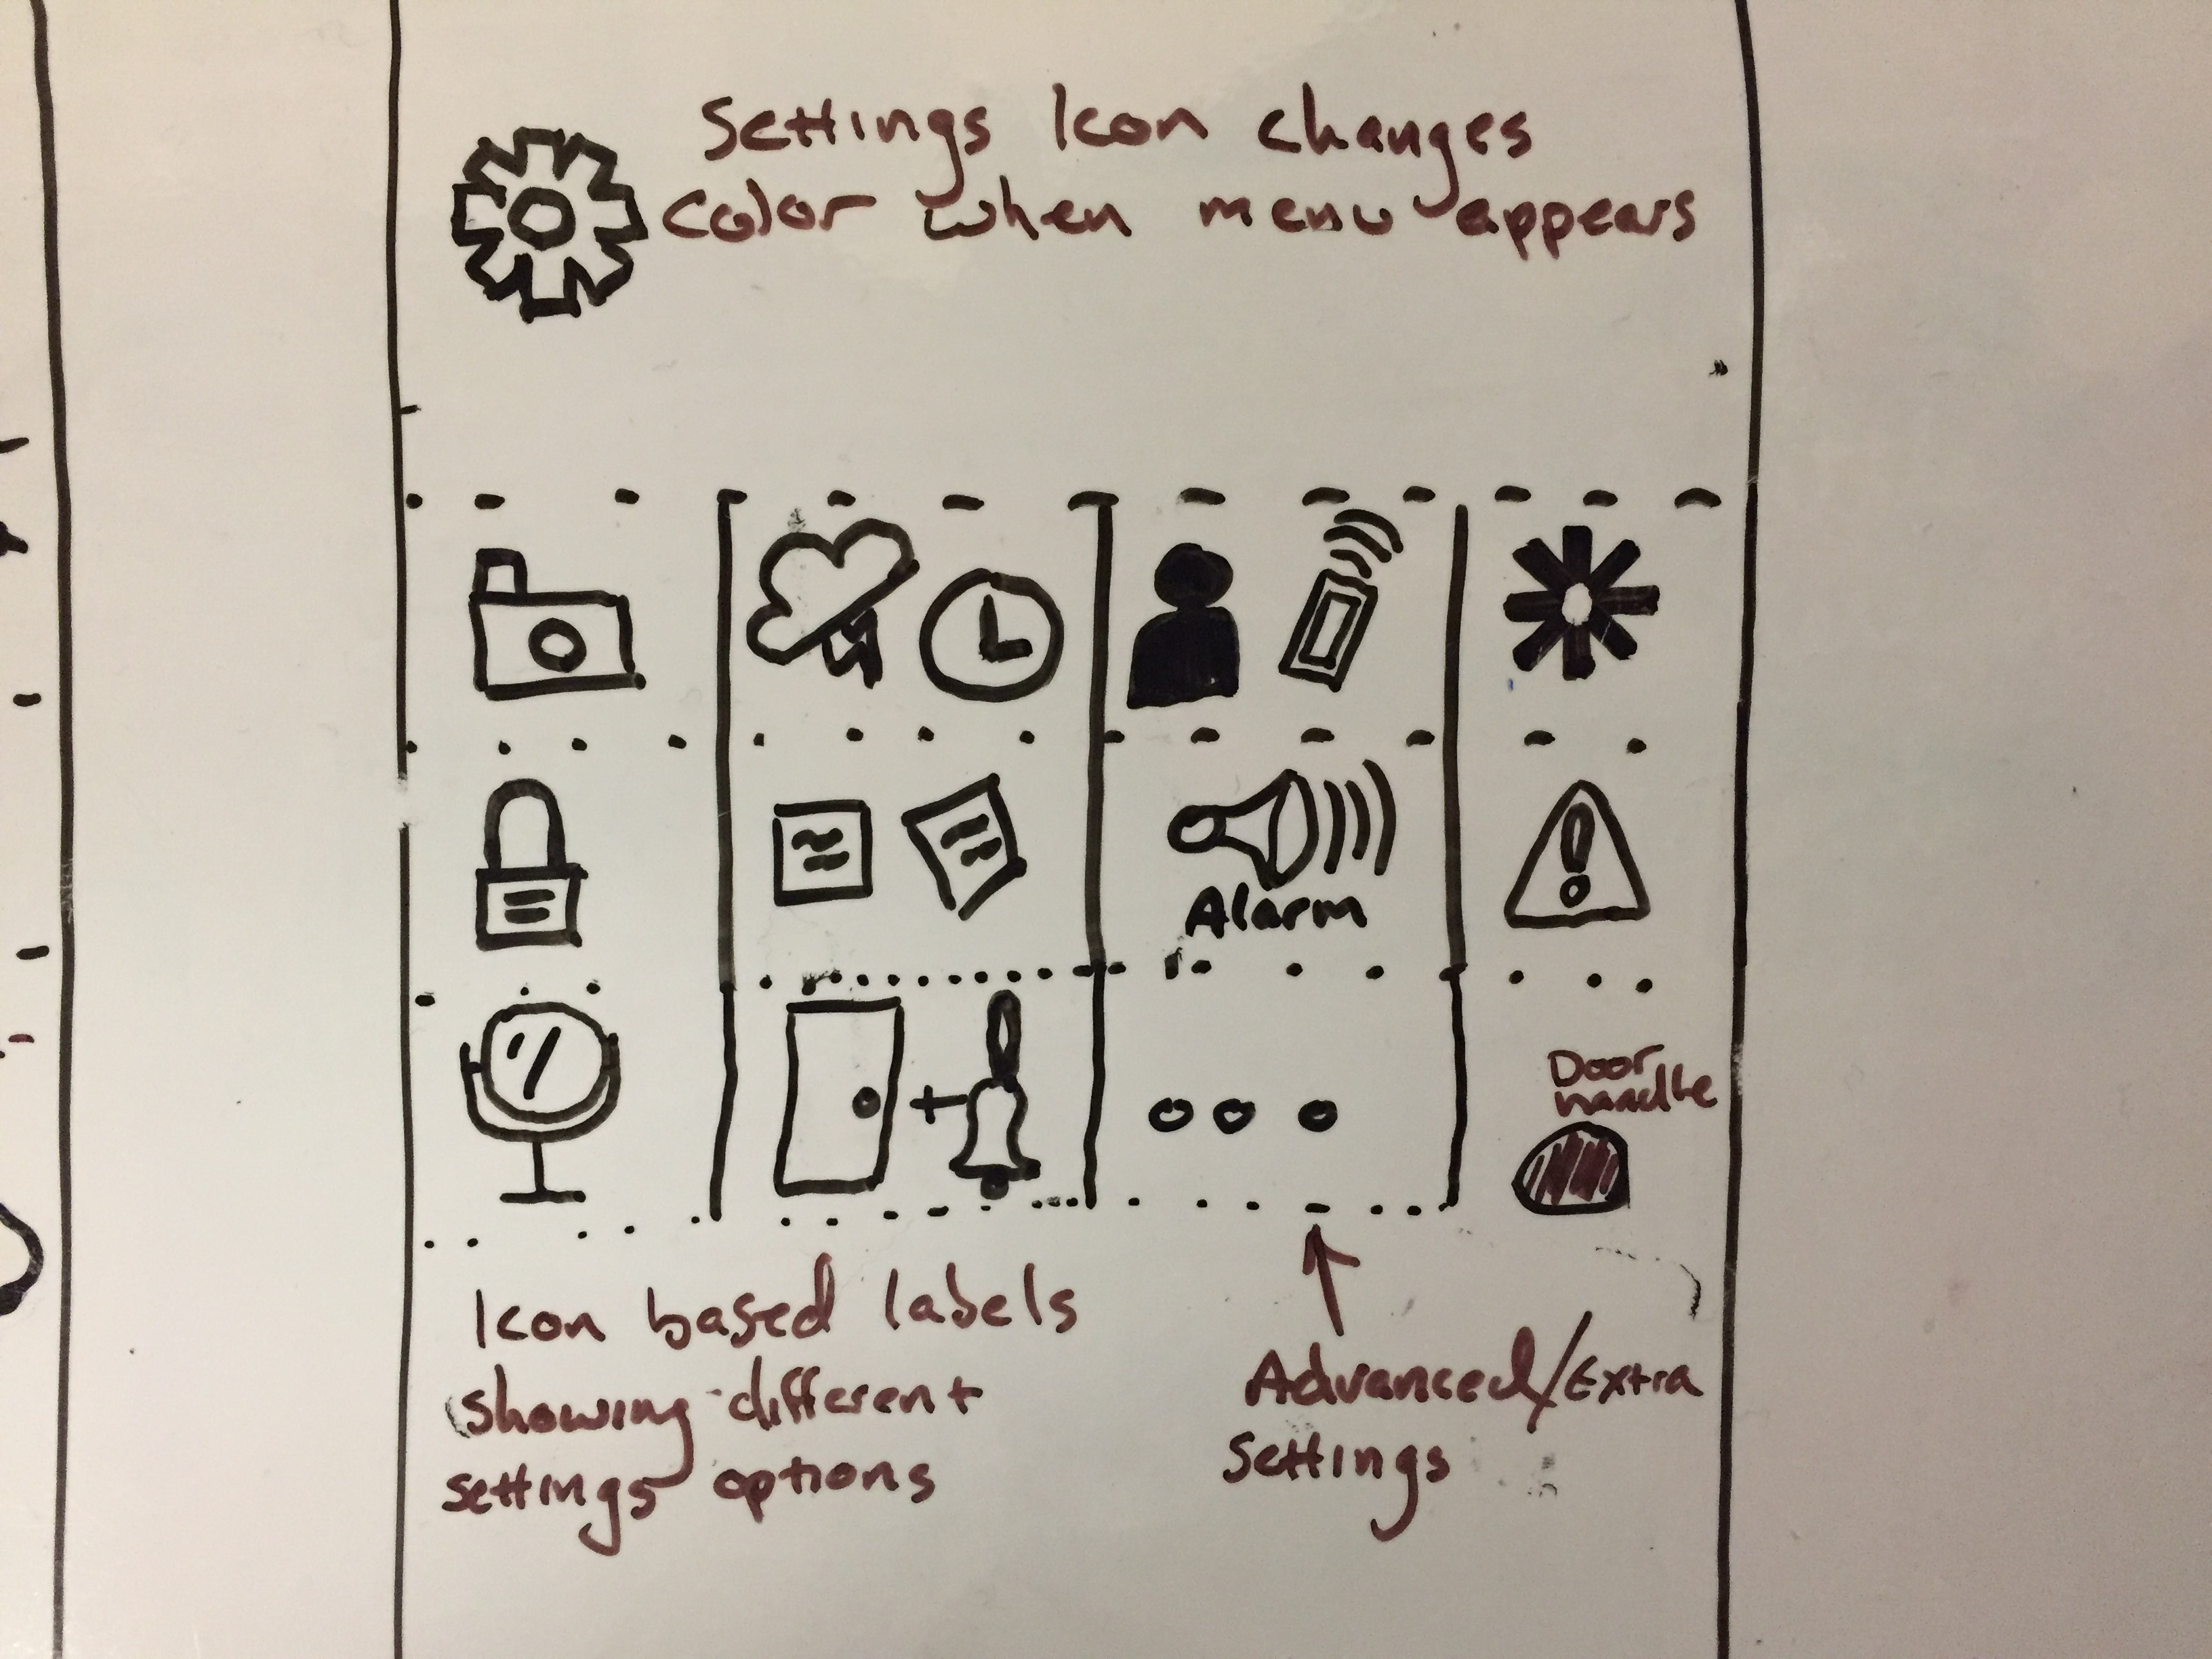 Settings Icon changes
color when menu appears
Alarm
Door
handle
Icon based labels
showing different
settings options
Advanced/Extra
Settings